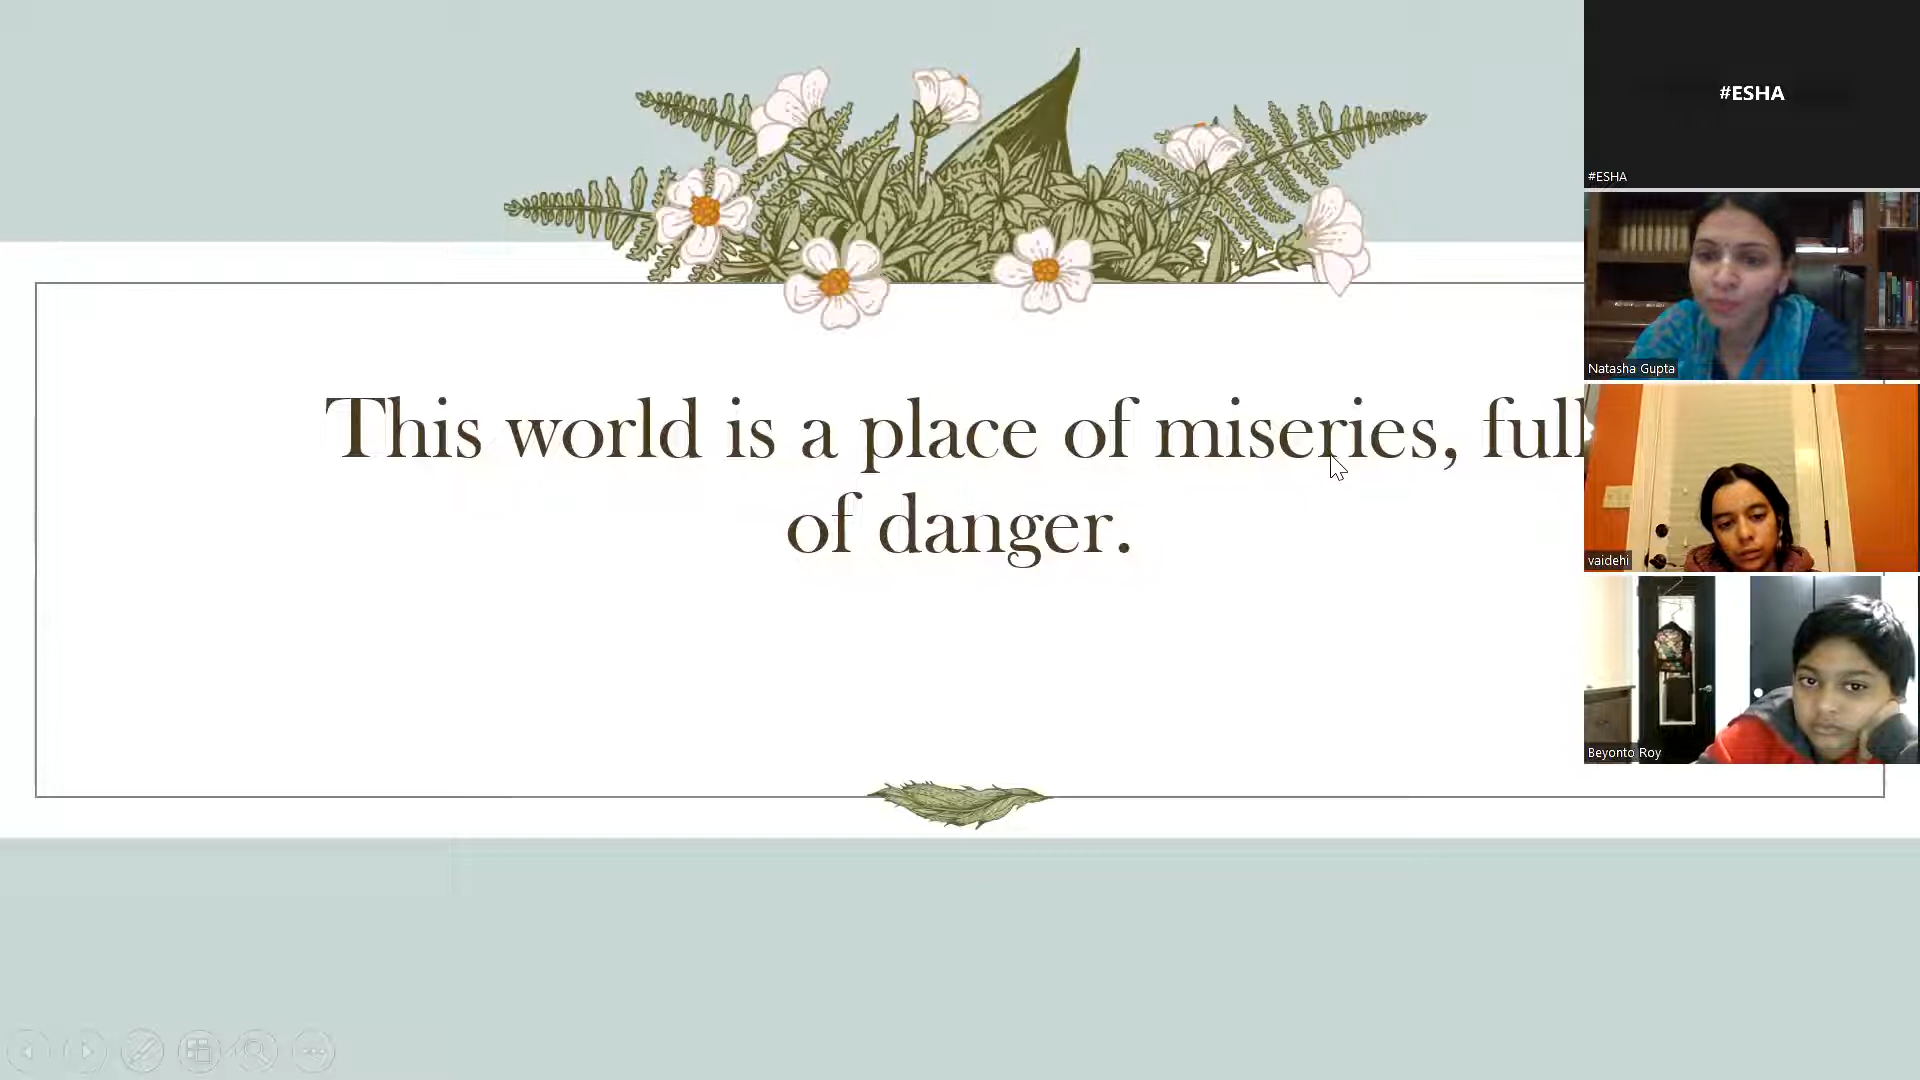 This world is a place of miseries, full
of danger.
#ESHA
#ESHA
Natasha Gupta
vaidehi
Beyonto Roy